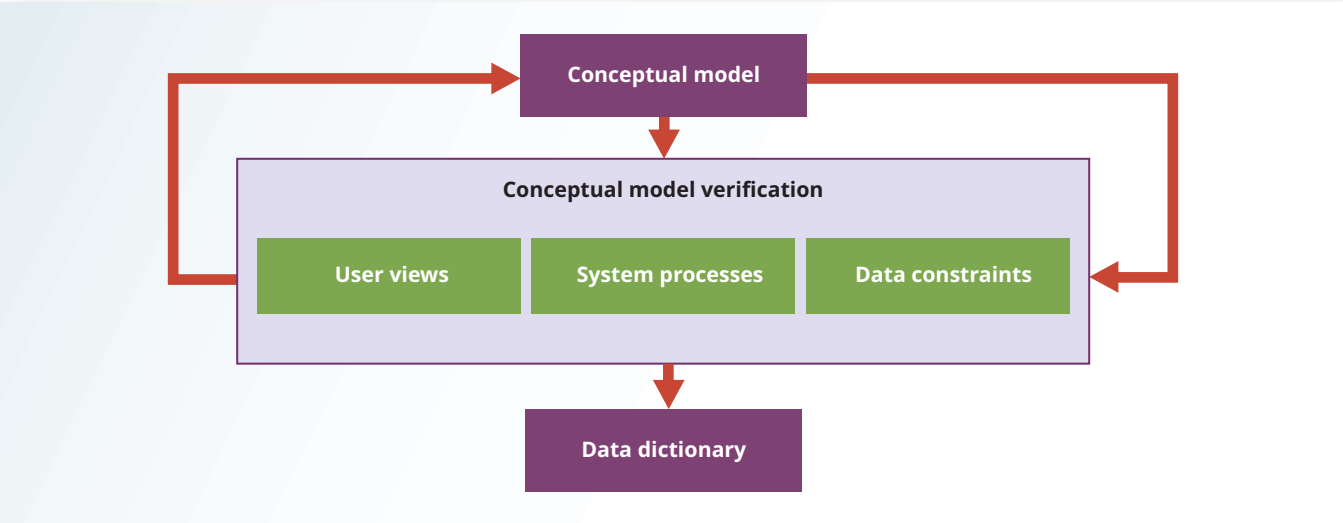 Conceptual model
Conceptual model verification
User views
System processes
Data constraints
Data dictionary